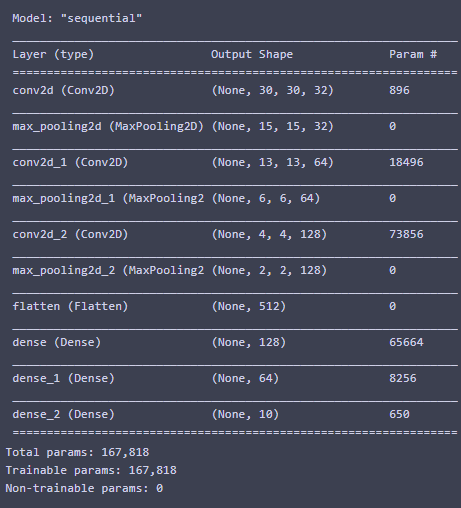 Model: "sequential"
_________________________________________________________________
Layer (type)                 Output Shape              Param #
=================================================================
conv2d (Conv2D)              (None, 30, 30, 32)        896
_________________________________________________________________
max_pooling2d (MaxPooling2D) (None, 15, 15, 32)        0
_________________________________________________________________
conv2d_1 (Conv2D)            (None, 13, 13, 64)        18496
_________________________________________________________________
max_pooling2d_1 (MaxPooling2 (None, 6, 6, 64)          0
_________________________________________________________________
conv2d_2 (Conv2D)            (None, 4, 4, 128)         73856
_________________________________________________________________
max_pooling2d_2 (MaxPooling2 (None, 2, 2, 128)         0
_________________________________________________________________
flatten (Flatten)            (None, 512)               0
_________________________________________________________________
dense (Dense)                (None, 128)               65664
_________________________________________________________________
dense_1 (Dense)              (None, 64)                8256
_________________________________________________________________
dense_2 (Dense)              (None, 10)                650
=================================================================
Total params: 167,818
Trainable params: 167,818
Non-trainable params: 0